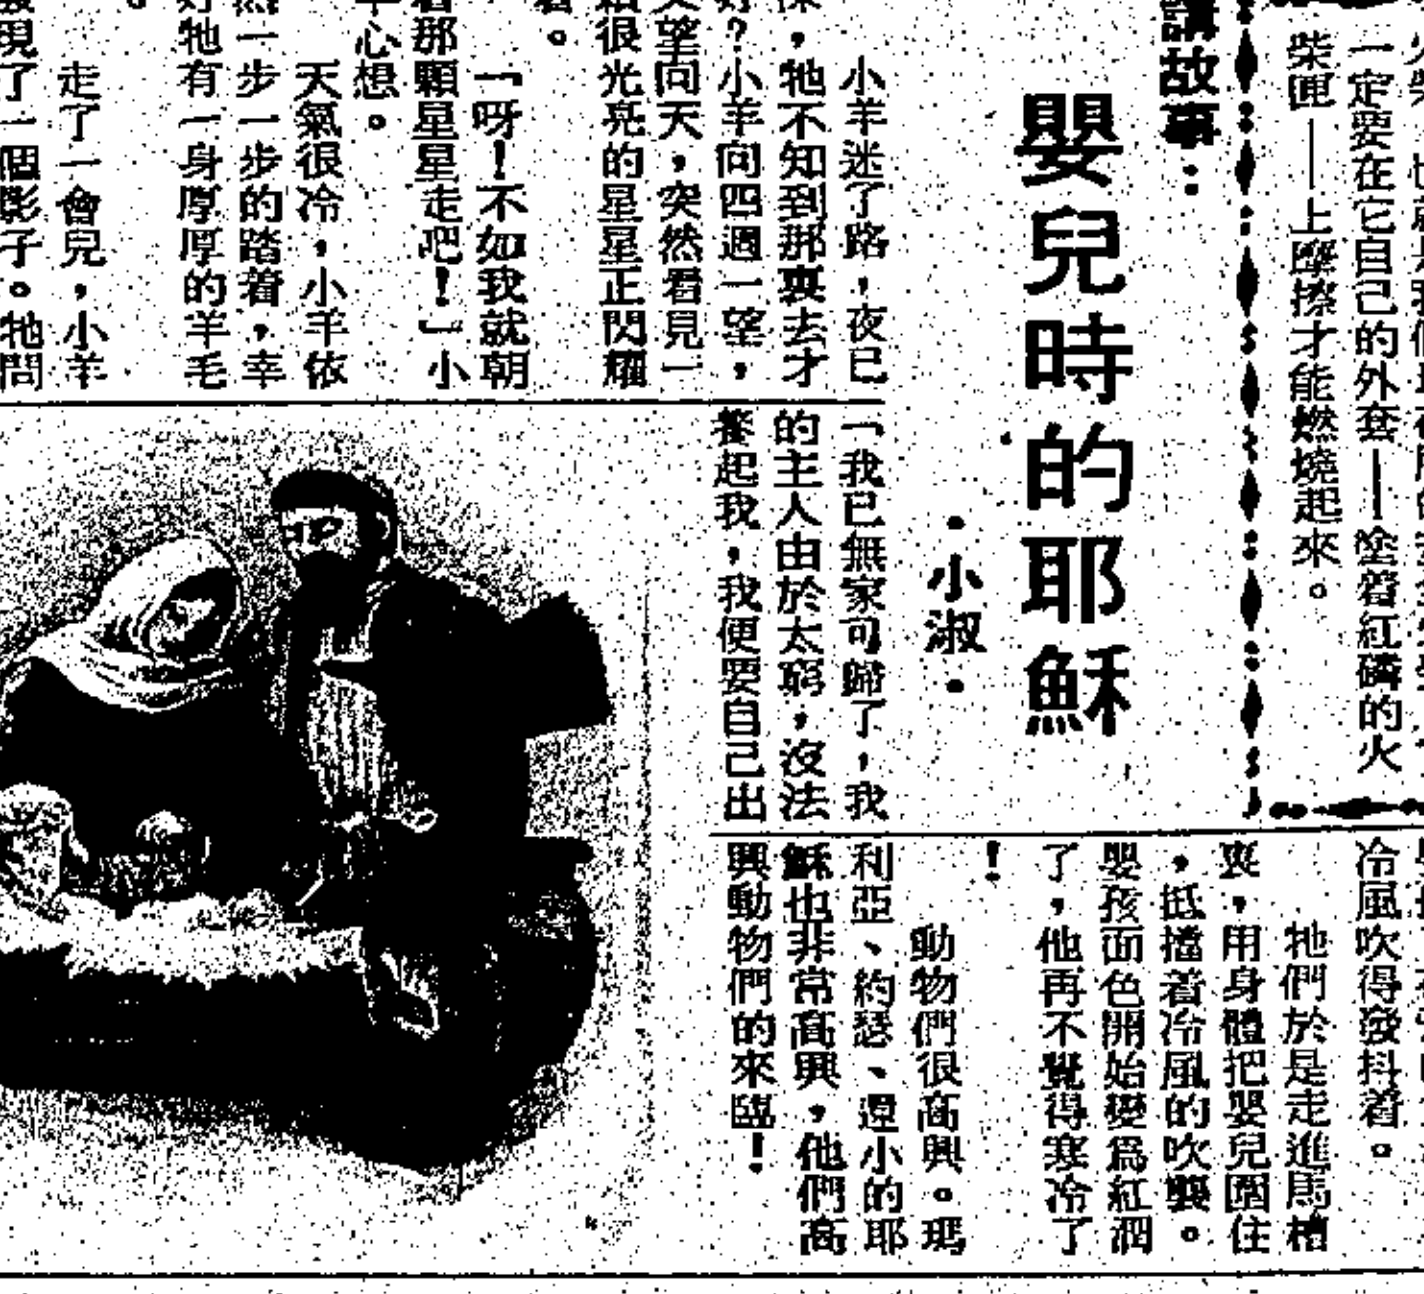 一定要在它自己的外套——塗着紅磷的火
柴匣——上摩擦才能燃燒起來。
講故事：
嬰兒時的耶穌
·小淑·
小羊迷了路，夜已
，牠不知到那裏去才
？小羊向四週一望，
望向天，突然看見一
很光亮的星星正閃耀
。
「呀！不如我就朝
着那顆星星走吧！」小
心想。
天氣很冷，小羊依
一步一步的踏着，幸
好牠有一身厚厚的羊毛
。
走了一會兒，小羊
發現了一個影子。牠問
「我已無家可歸了，我
的主人由於太窮，沒法
養起我，我便要自己出
冷風吹得發抖着。
牠們於是走進馬槽
裏，用身體把嬰兒圍住
，抵擋着冷風的吹襲。
嬰孩面色開始變爲紅潤
了，他再不覺得寒冷了
！
動物們很高興。瑪
利亞、約瑟、還小的耶
穌也非常高興，他們高
興動物們的來臨！